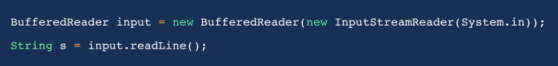 BufferedReader input = new BufferedReader(new InputStreamReader(System.in));
String s = input.readLine();